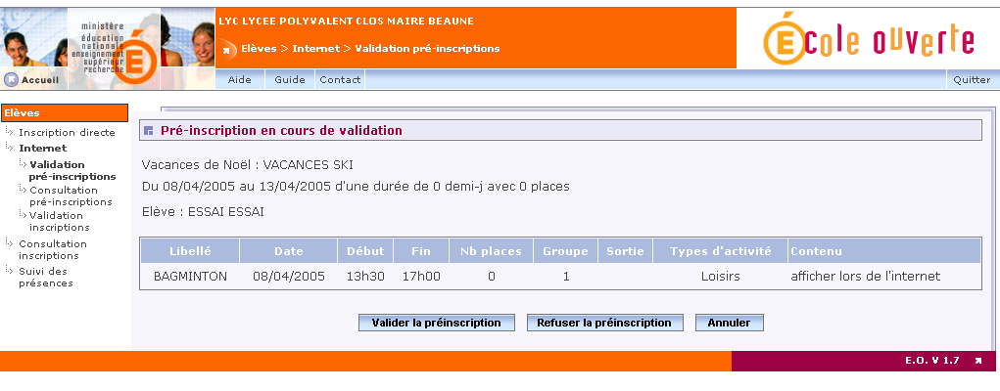 ministère
éducation
nationale
enseignement
supérieur
recherche
É
Accueil
LYC LYCEE POLYVALENT CLOS MAIRE BEAUNE
Elèves > Internet > Validation pré-inscriptions
École ouverte
Aide Guide Contact Quitter
Elèves
Inscription directe
Internet
Validation
pré-inscriptions
Consultation
pré-inscriptions
Validation
inscriptions
Consultation
inscriptions
Suivi des
présences
Pré-inscription en cours de validation
Vacances de Noël : VACANCES SKI
Du 08/04/2005 au 13/04/2005 d'une durée de 0 demi-j avec 0 places
Elève : ESSAI ESSAI
Libellé Date Début Fin Nb places Groupe Sortie Types d'activité Contenu
BAGMINTON 08/04/2005 13h30 17h00 0 1 Loisirs afficher lors de l'internet
Valider la préinscription Refuser la préinscription Annuler
E.O. V 1.7